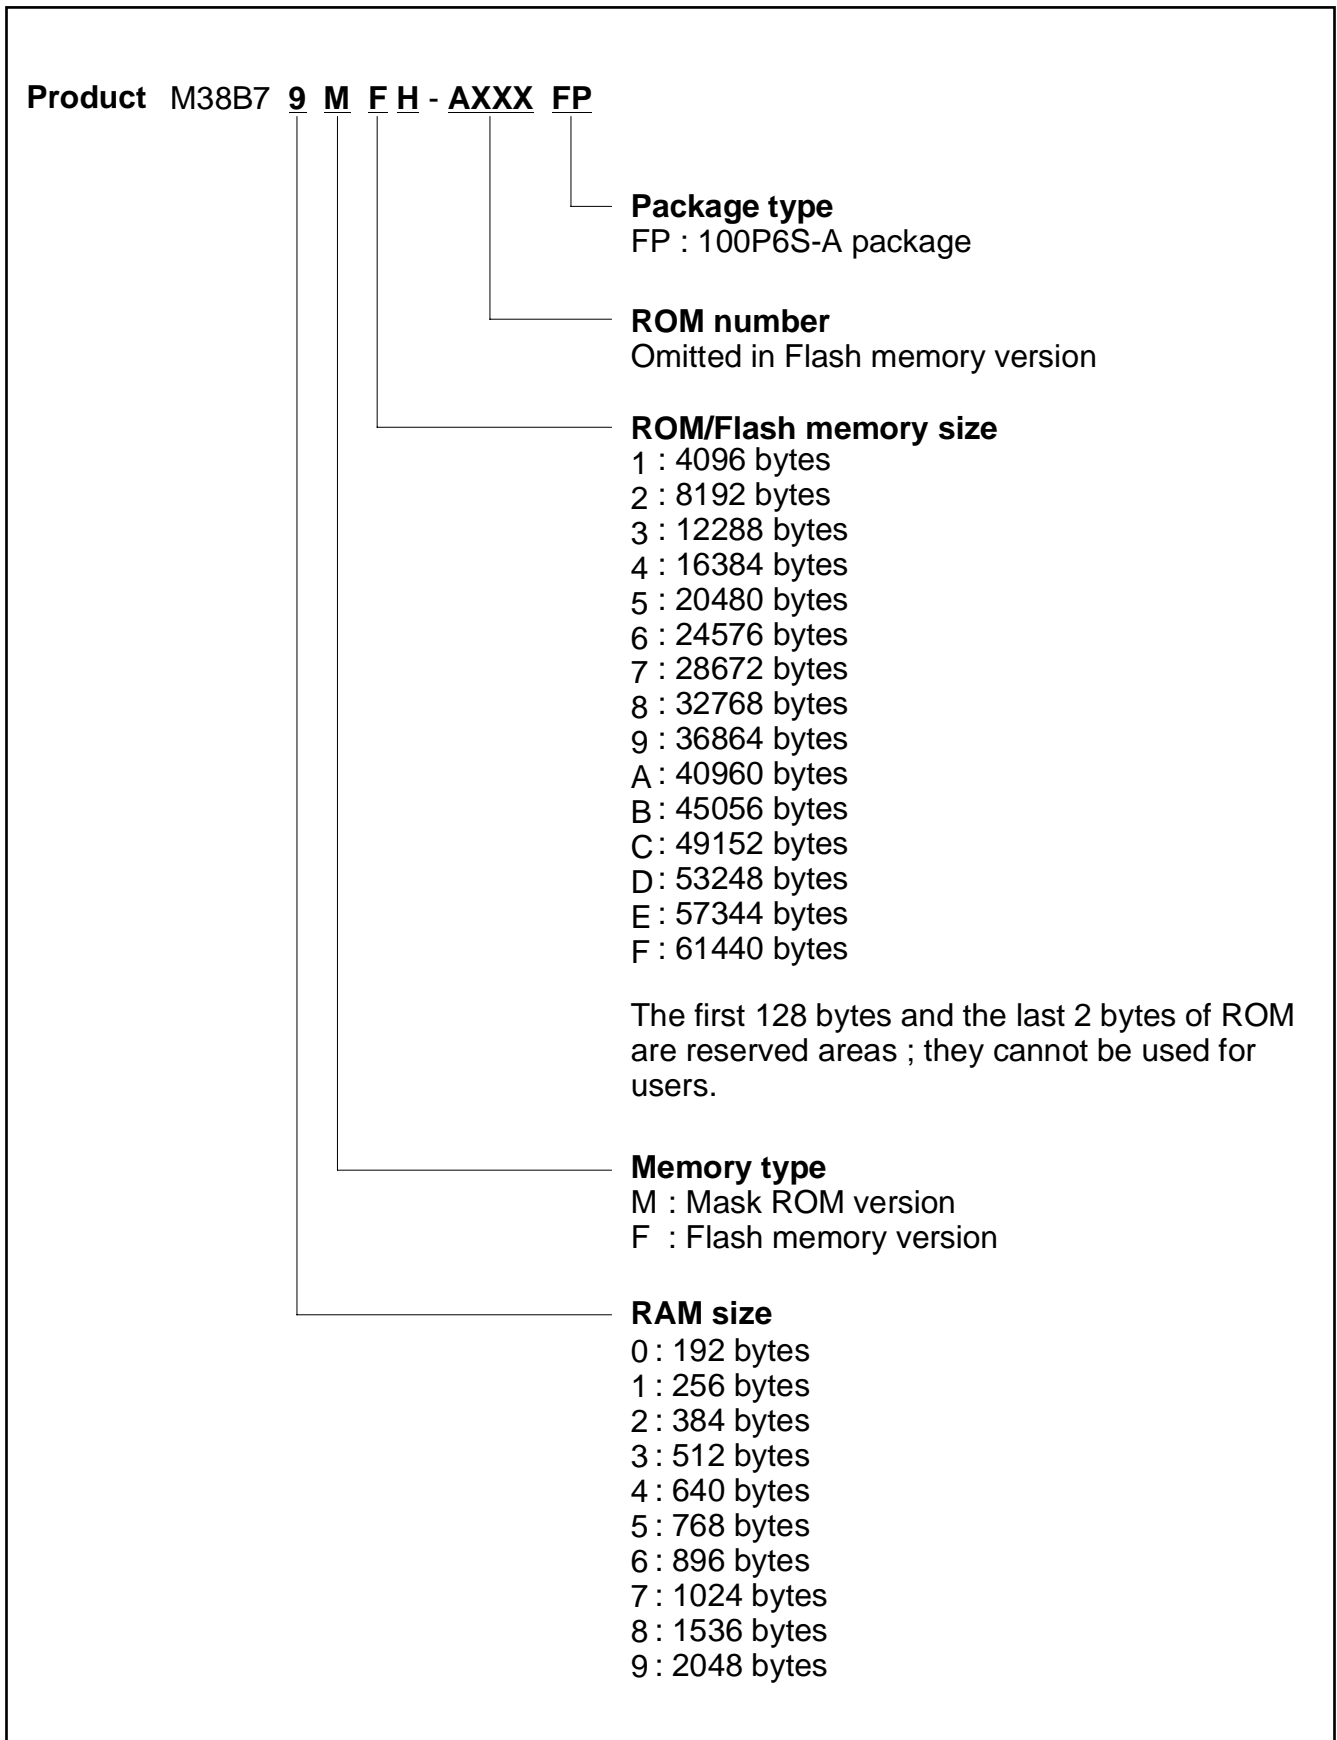 Product M38B7 9 M F H - AXXX FP
Package type
FP : 100P6S-A package
ROM number
Omitted in Flash memory version
ROM/Flash memory size
1 : 4096 bytes
2 : 8192 bytes
3 : 12288 bytes
4 : 16384 bytes
5 : 20480 bytes
6 : 24576 bytes
7 : 28672 bytes
8 : 32768 bytes
9 : 36864 bytes
A : 40960 bytes
B : 45056 bytes
C : 49152 bytes
D : 53248 bytes
E : 57344 bytes
F : 61440 bytes
The first 128 bytes and the last 2 bytes of ROM
are reserved areas ; they cannot be used for
users.
Memory type
M : Mask ROM version
F : Flash memory version
RAM size
0 : 192 bytes
1 : 256 bytes
2 : 384 bytes
3 : 512 bytes
4 : 640 bytes
5 : 768 bytes
6 : 896 bytes
7 : 1024 bytes
8 : 1536 bytes
9 : 2048 bytes